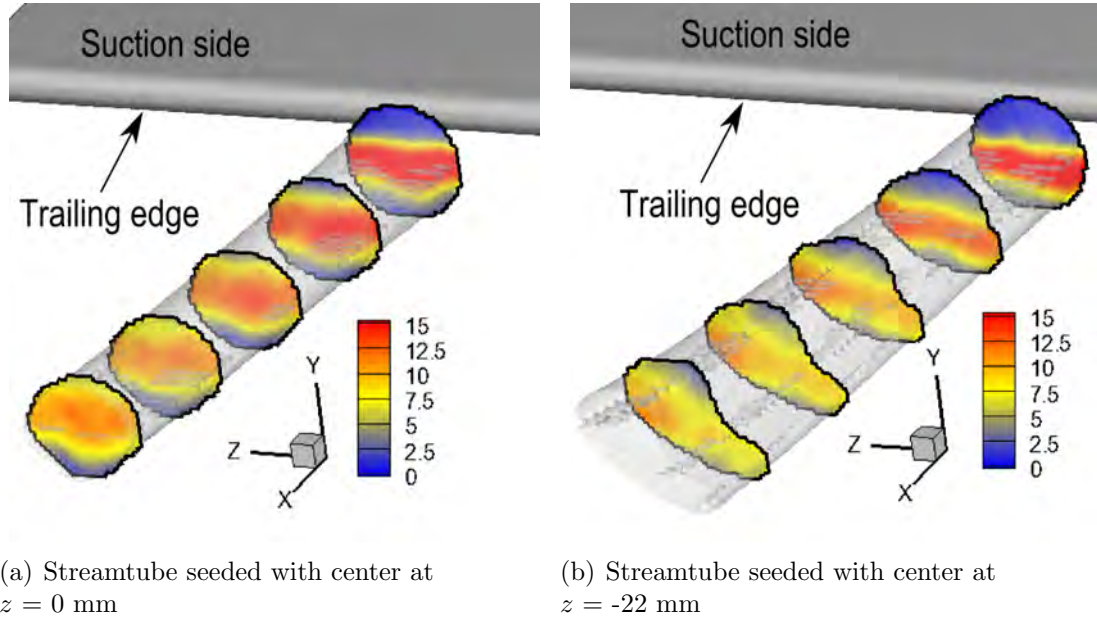 Suction side
Trailing edge
15
12.5
10
7.5
5
2.5
0
Y
Z
X
(a) Streamtube seeded with center at
z = 0 mm
Suction side
Trailing edge
15
12.5
10
7.5
5
2.5
0
Y
Z
X
(b) Streamtube seeded with center at
z = -22 mm